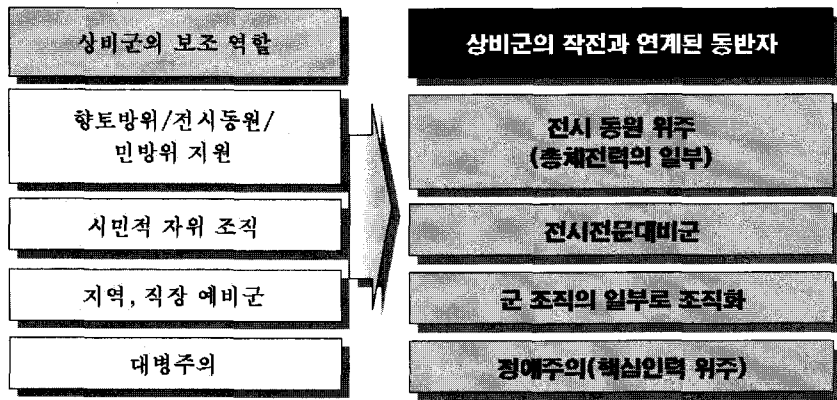 상비군의 보조 역할
향토방위/전시동원/
민방위 지원
시민적 자위 조직
지역, 직장 예비군
대병주의
상비군의 작전과 연계된 동반자
전시 동원 위주
(총체전력의 일부)
전시전문대비군
군 조직의 일부로 조직화
정예주의(핵심인력 위주)